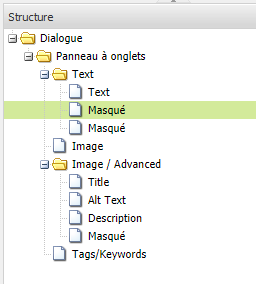 Structure
Dialogue
Panneau à onglets
Text
Text
Masqué
Masqué
Image
Image / Advanced
Title
Alt Text
Description
Masqué
Tags/Keywords